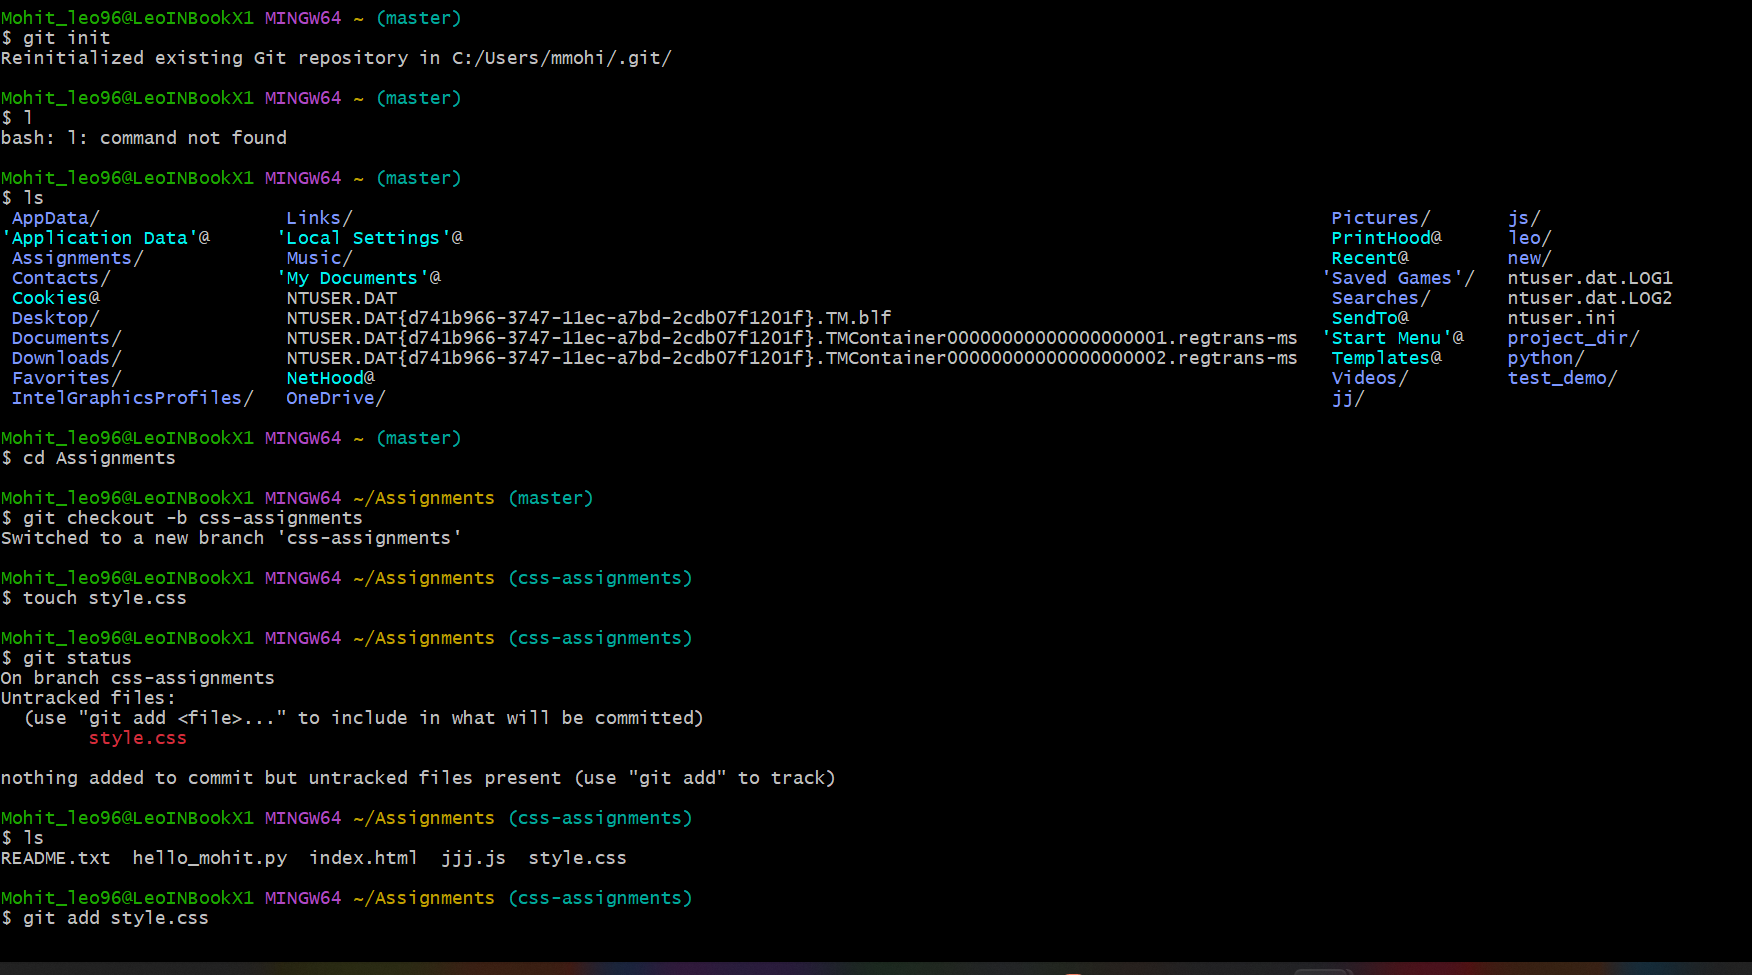 Mohit_leo96@LeoINBookX1 MINGW64 ~ (master)
$ git init
Reinitialized existing Git repository in C:/Users/mmohi/.git/

Mohit_leo96@LeoINBookX1 MINGW64 ~ (master)
$ l
bash: l: command not found

Mohit_leo96@LeoINBookX1 MINGW64 ~ (master)
$ ls
 AppData/                 Links/                                                                                         Pictures/       js/
'Application Data'@      'Local Settings'@                                                                               PrintHood@      leo/
 Assignments/             Music/                                                                                         Recent@         new/
 Contacts/               'My Documents'@                                                                                'Saved Games'/   ntuser.dat.LOG1
 Cookies@                 NTUSER.DAT                                                                                     Searches/       ntuser.dat.LOG2
 Desktop/                 NTUSER.DAT{d741b966-3747-11ec-a7bd-2cdb07f1201f}.TM.blf                                        SendTo@         ntuser.ini
 Documents/               NTUSER.DAT{d741b966-3747-11ec-a7bd-2cdb07f1201f}.TMContainer00000000000000000001.regtrans-ms  'Start Menu'@    project_dir/
 Downloads/               NTUSER.DAT{d741b966-3747-11ec-a7bd-2cdb07f1201f}.TMContainer00000000000000000002.regtrans-ms   Templates@      python/
 Favorites/               NetHood@                                                                                       Videos/         test_demo/
 IntelGraphicsProfiles/   OneDrive/                                                                                      jj/

Mohit_leo96@LeoINBookX1 MINGW64 ~ (master)
$ cd Assignments

Mohit_leo96@LeoINBookX1 MINGW64 ~/Assignments (master)
$ git checkout -b css-assignments
Switched to a new branch 'css-assignments'

Mohit_leo96@LeoINBookX1 MINGW64 ~/Assignments (css-assignments)
$ touch style.css

Mohit_leo96@LeoINBookX1 MINGW64 ~/Assignments (css-assignments)
$ git status
On branch css-assignments
Untracked files:
  (use "git add <file>..." to include in what will be committed)
        style.css

nothing added to commit but untracked files present (use "git add" to track)

Mohit_leo96@LeoINBookX1 MINGW64 ~/Assignments (css-assignments)
$ ls
README.txt  hello_mohit.py  index.html  jjj.js  style.css

Mohit_leo96@LeoINBookX1 MINGW64 ~/Assignments (css-assignments)
$ git add style.css